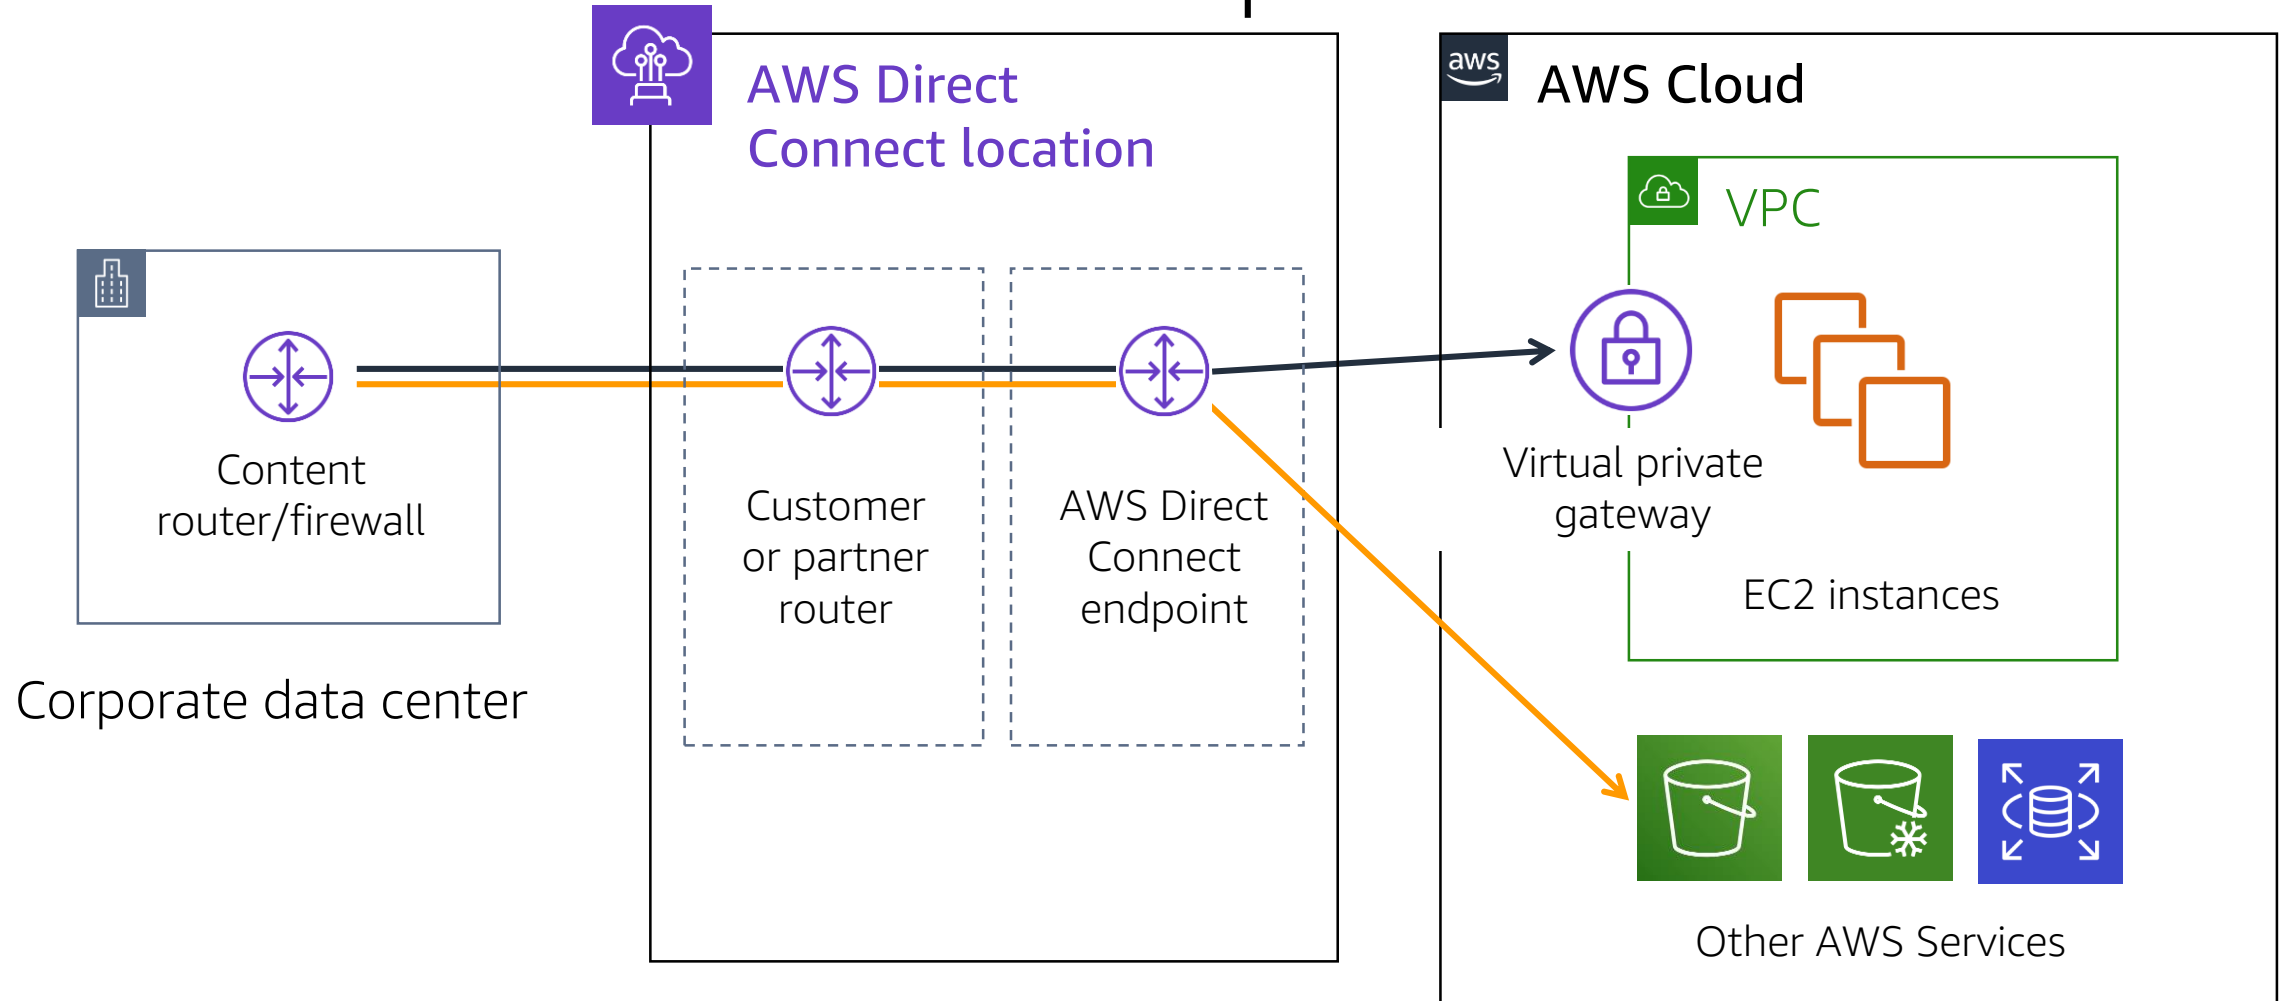 AWS Direct
Connect location
aws
AWS Cloud
VPC
Content
router/firewall
Customer
or partner
router
AWS Direct
Connect
endpoint
Virtual private
gateway
EC2 instances
Corporate data center
Other AWS Services